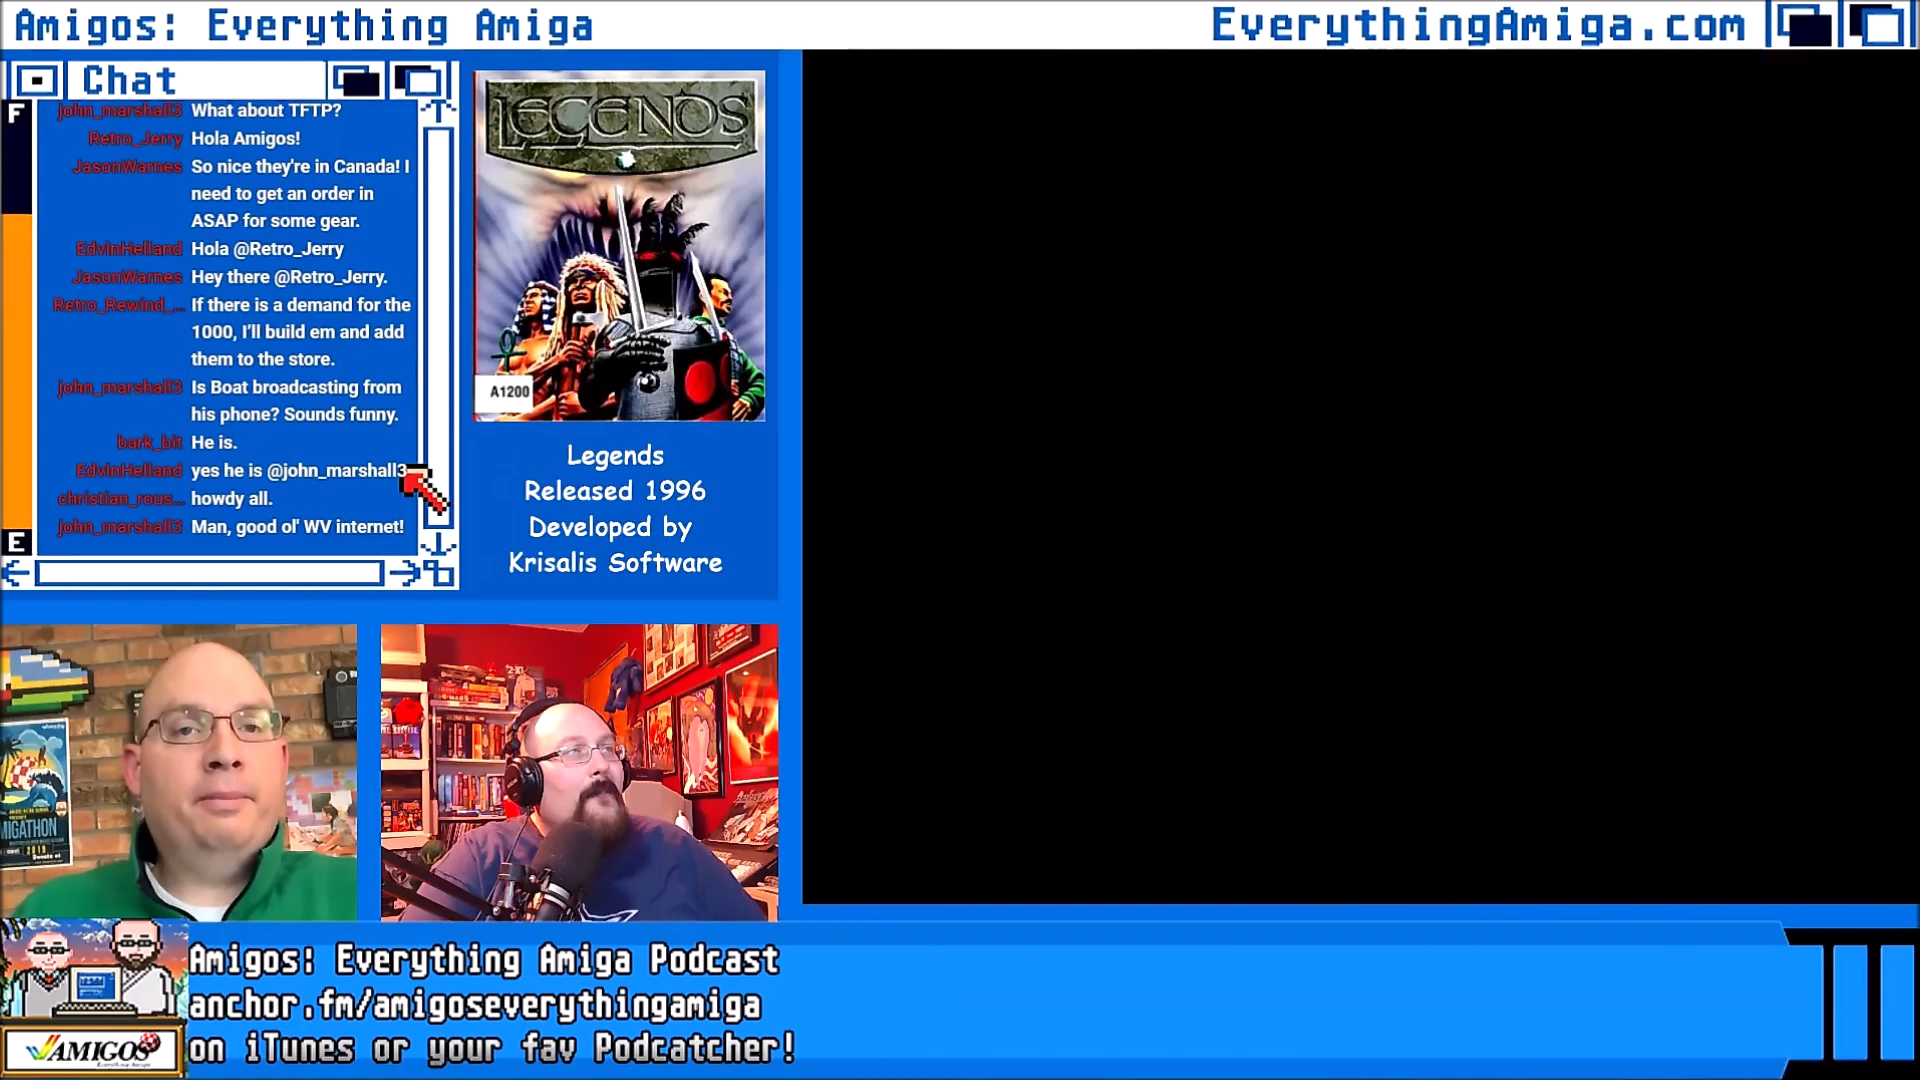 Amigos: Everything Amiga
EverythingAmiga.com
Chat
F
john_marshall3 What about TFTP?
Retro_Jerry Hola Amigos!
JasonWarnes So nice they're in Canada! I
need to get an order in
ASAP for some gear.
EdvinHelland Hola @Retro_Jerry
JasonWarnes Hey there @Retro_Jerry.
Retro_Rewind_... If there is a demand for the
1000, I'll build em and add
them to the store.
john_marshall3 Is Boat broadcasting from
his phone? Sounds funny.
bark_bit He is.
EdvinHelland yes he is @john_marshall3
christian_rous... howdy all.
john_marshall3 Man, good ol' WV internet!
E
LEGENDS
A1200
Legends
Released 1996
Developed by
Krisalis Software
MIGATHON
2019
Amigos: Everything Amiga Podcast
anchor.fm/amigoseverythingamiga
on iTunes or your fav Podcatcher!
AMIGOS
Everything Amiga